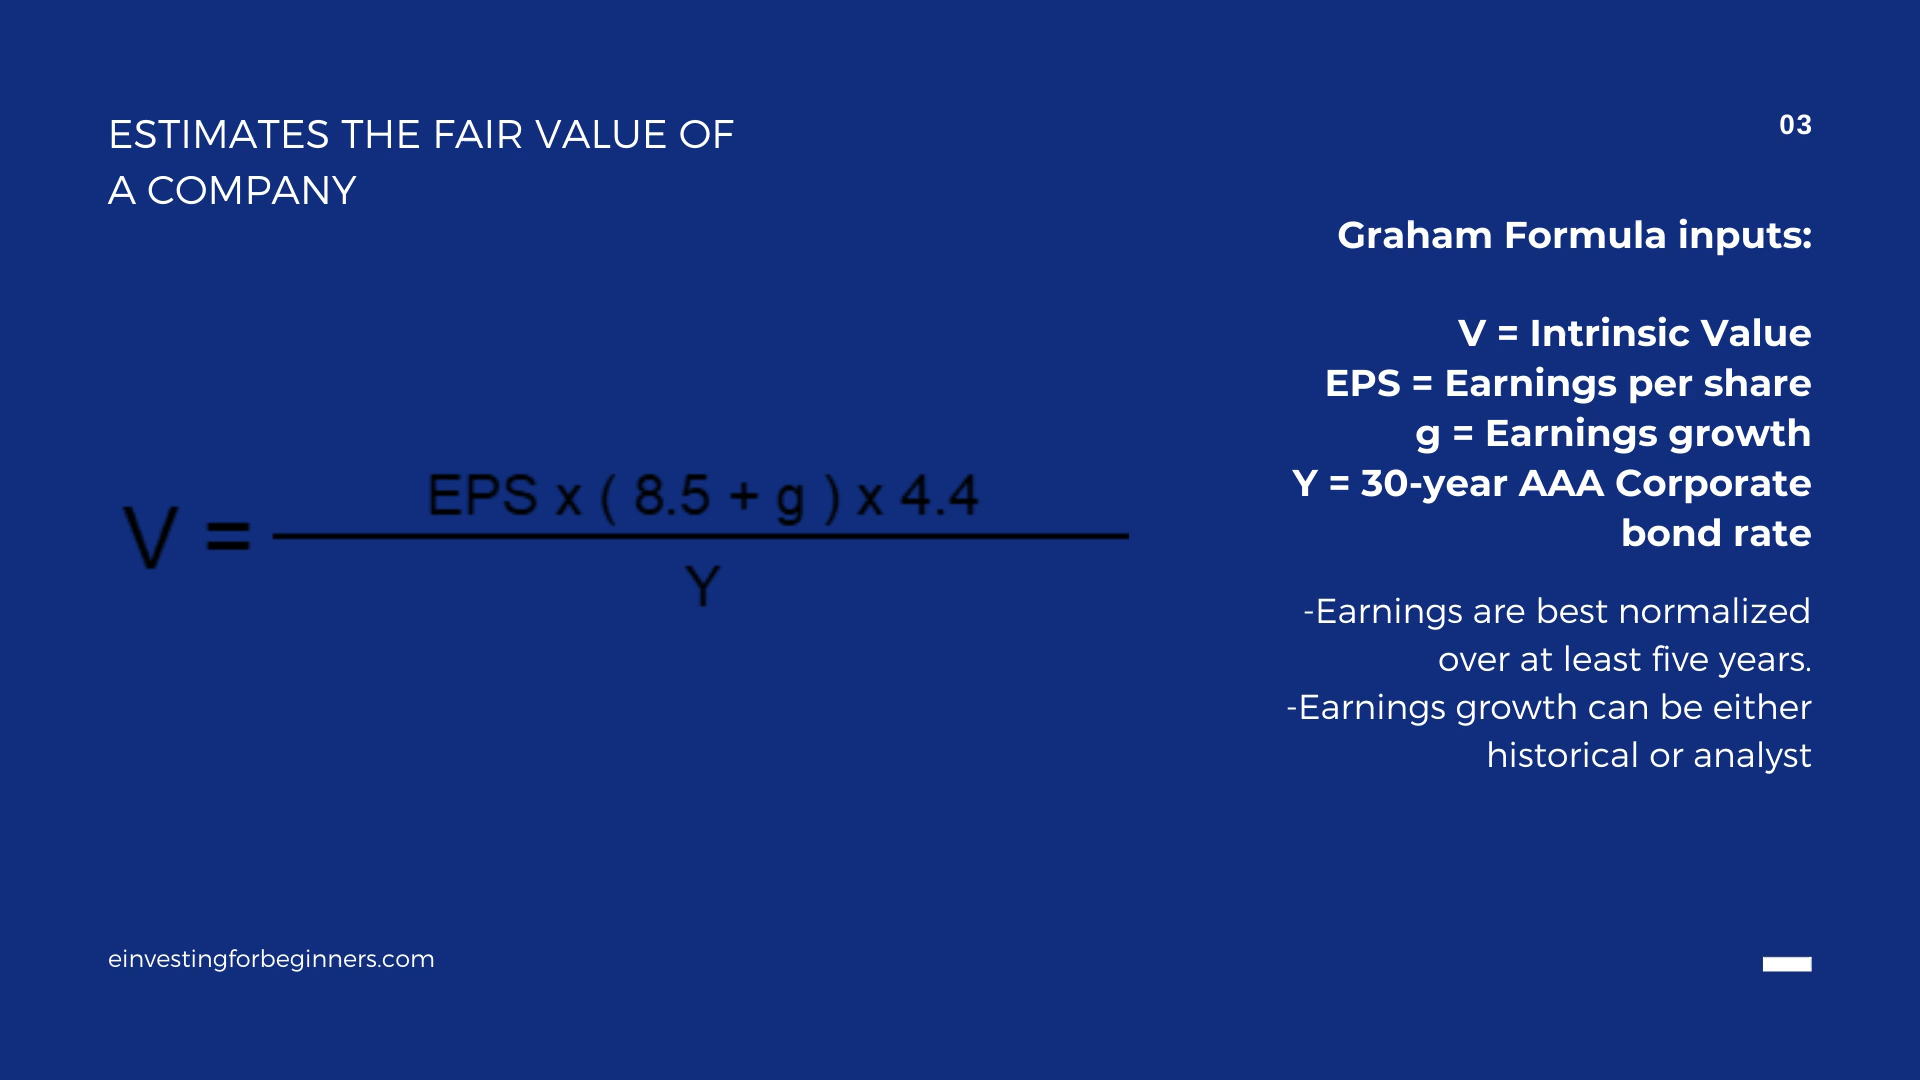 ESTIMATES THE FAIR VALUE OF
A COMPANY
03
Graham Formula inputs:
V = Intrinsic Value
EPS = Earnings per share
g = Earnings growth
Y = 30-year AAA Corporate
bond rate
-Earnings are best normalized
over at least five years.
-Earnings growth can be either
historical or analyst
EPS x ( 8.5 + g ) x 4.4
V =
Y
einvestingforbeginners.com